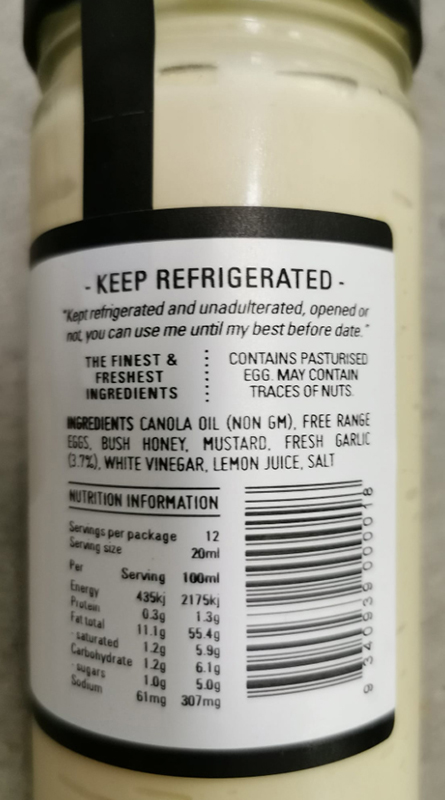 - KEEP REFRIGERATED -
"Kept refrigerated and unadulterated, opened or
not, you can use me until my best before date."
THE FINEST &
FRESHEST
INGREDIENTS
CONTAINS PASTURISED
EGG. MAY CONTAIN
TRACES OF NUTS.
INGREDIENTS CANOLA OIL (NON GM), FREE RANGE
EGGS, BUSH HONEY, MUSTARD, FRESH GARLIC
(3.7%), WHITE VINEGAR, LEMON JUICE, SALT
NUTRITION INFORMATION
Servings per package 12
Serving size 20ml
Per Serving 100ml
Energy 435kj 2175kj
Protein 0.3g 1.3g
Fat total 11.1g 55.4g
- saturated 1.2g 5.9g
Carbohydrate 1.2g 6.1g
- sugars 1.0g 5.0g
Sodium 61mg 307mg
9 340939 000018